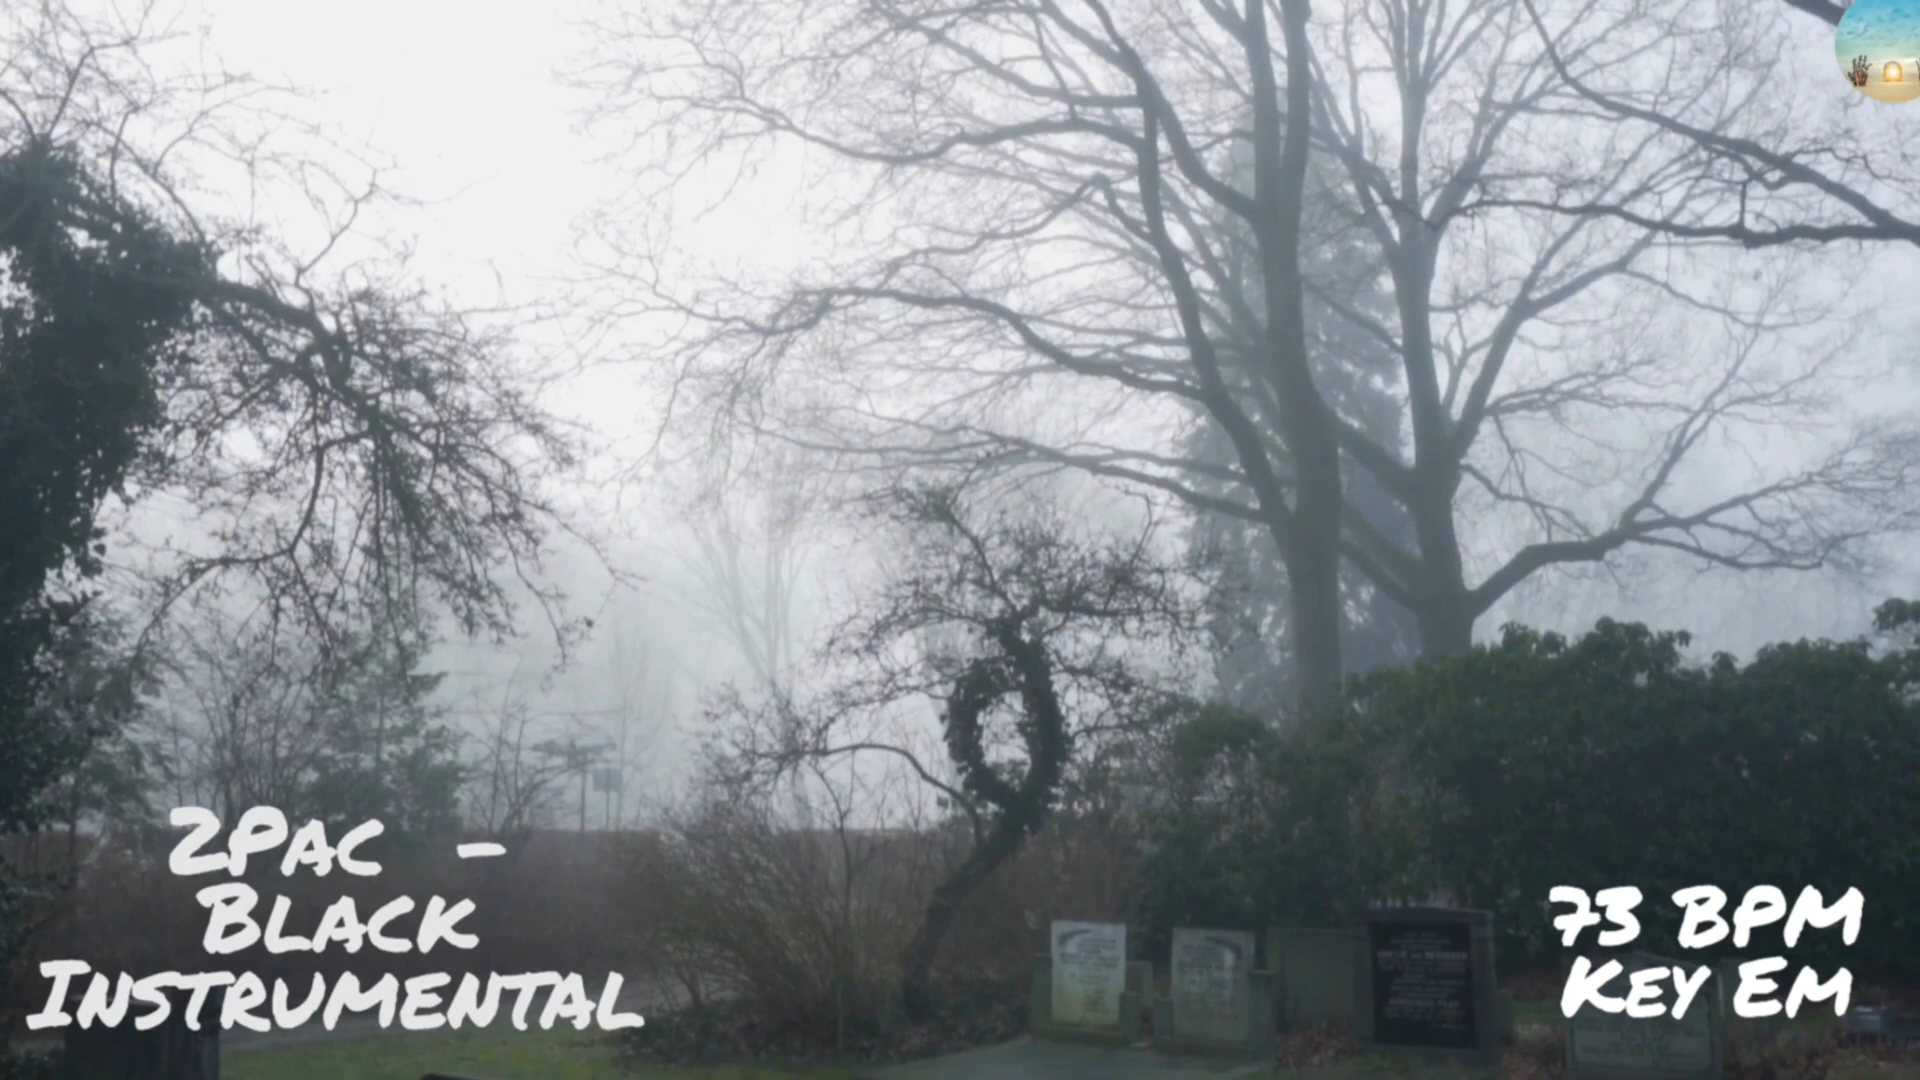 2Pac -
Black
Instrumental
73 BPM
Key Em